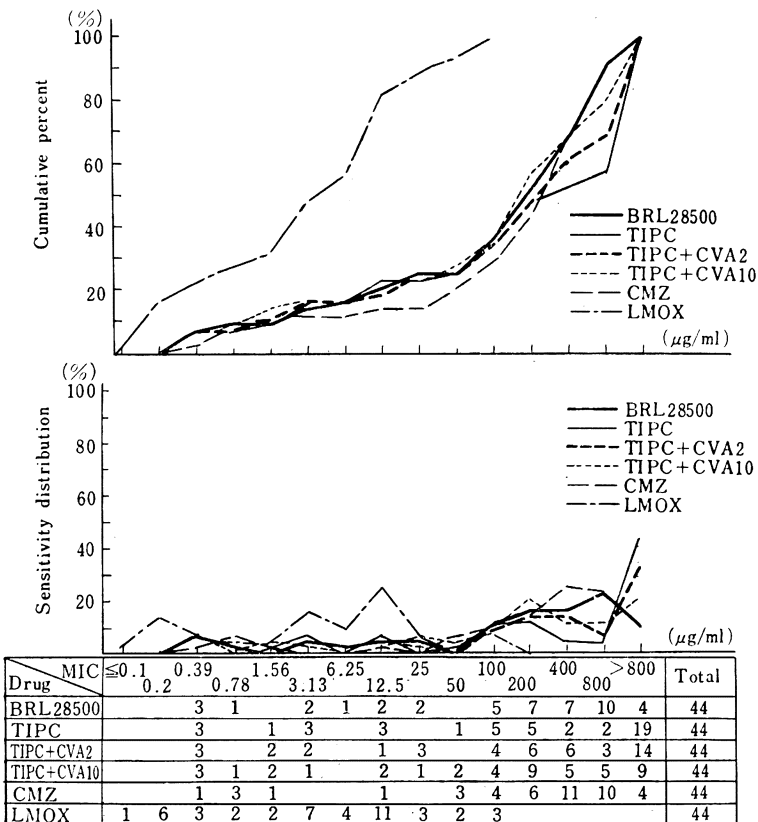 (%)
100
80
60
40
20
Cumulative percent
BRL28500
TIPC
TIPC+CVA2
TIPC+CVA10
CMZ
LMOX
(μg/ml)
(%)
100
80
60
40
20
Sensitivity distribution
BRL28500
TIPC
TIPC+CVA2
TIPC+CVA10
CMZ
LMOX
(μg/ml)
Drug MIC ≦0.1 0.2 0.39 0.78 1.56 3.13 6.25 12.5 25 50 100 200 400 800 >800 Total
BRL28500 3 1 2 1 2 2 5 7 7 10 4 44
TIPC 3 1 3 3 1 5 5 2 2 19 44
TIPC+CVA2 3 2 2 1 3 4 6 6 3 14 44
TIPC+CVA10 3 1 2 1 2 1 2 4 9 5 5 9 44
CMZ 1 3 1 1 3 4 6 11 10 4 44
LMOX 1 6 3 2 2 7 4 11 3 2 3 44